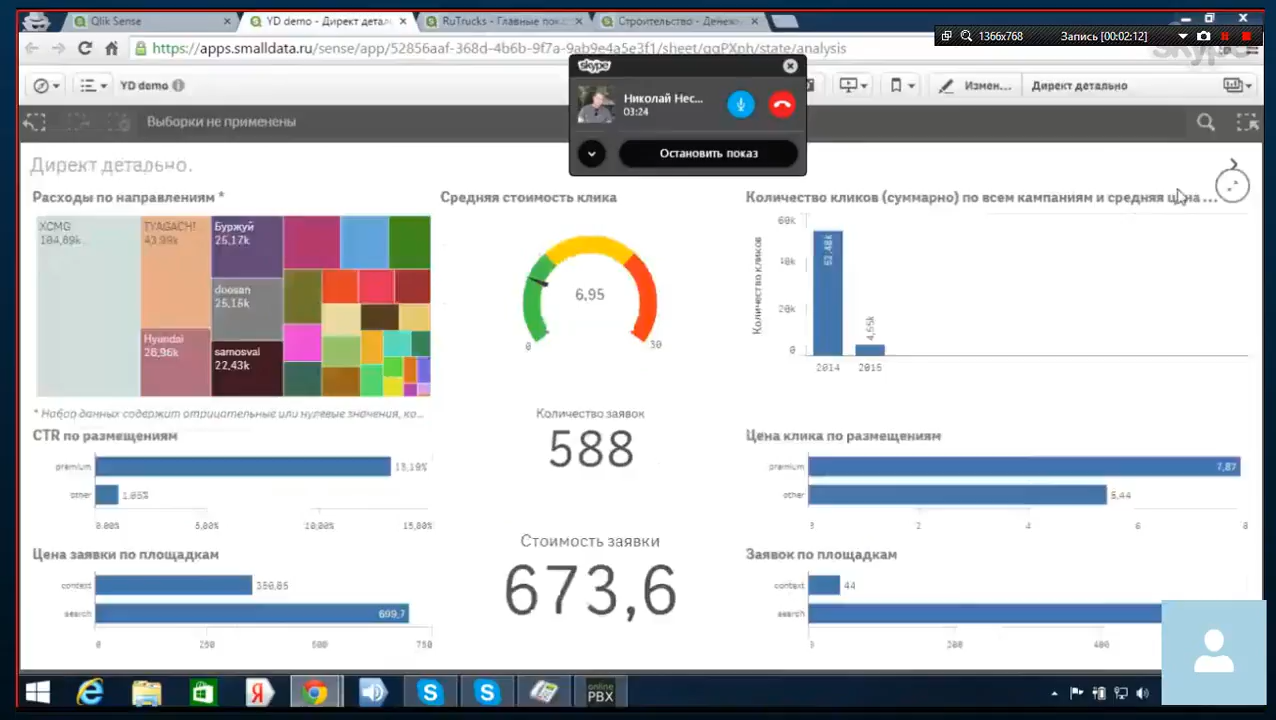 Qlik Sense
YD demo - Директ детал...
RuTrucks - Главные пок...
Строительство - Денеж...
https://apps.smalldata.ru/sense/app/52856aaf-368d-4b6b-9f7a-9ab9e4a5e3f1/sheet/qqPXph/state/analysis
1366x768
Запись [00:02:12]
skype
YD demo
Николай Нес...
03:24
Остановить показ
Измен...
Директ детально
Выборки не применены
Директ детально.
Расходы по направлениям *
XCMG
104,69k
TYAGACHI
43,99k
Буржуй
25,17k
doosan
25,15k
Hyundai
28,96k
samosval
22,43k
* Набор данных содержит отрицательные или нулевые значения, ко...
Средняя стоимость клика
6,95
0
30
Количество кликов (суммарно) по всем кампаниям и средняя цена ...
Количество кликов
60k
40k
20k
0
52,48k
4,55k
2014
2015
CTR по размещениям
premium
13,19%
other
1.05%
0.00%
5,00%
10,00%
15,00%
Количество заявок
588
Цена клика по размещениям
premium
7,87
other
5,44
0
2
4
6
8
Цена заявки по площадкам
context
350,85
search
699,7
0
250
500
750
Стоимость заявки
673,6
Заявок по площадкам
context
44
search
0
200
400
online
PBX